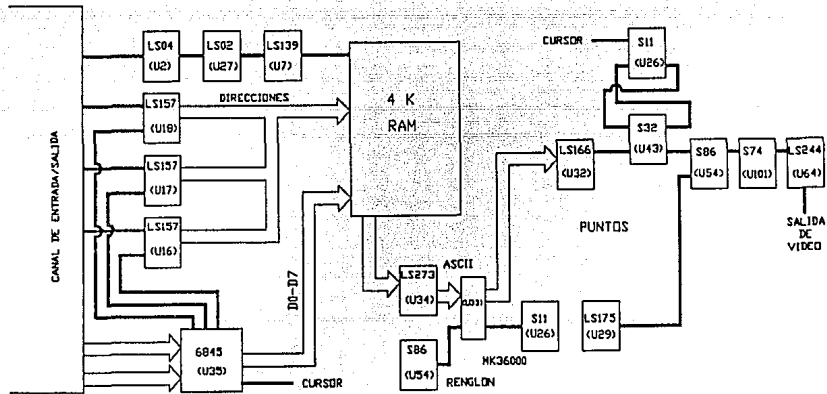 CANAL DE ENTRADA/SALIDA
LS04
(U2)
LS02
(U27)
LS139
(U7)
4 K
RAM
CURSOR
S11
(U26)
LS157
(U18)
DIRECCIONES
LS157
(U17)
LS157
(U16)
LS166
(U32)
S32
(U43)
S86
(U54)
S74
(U101)
LS244
(U64)
SALIDA
DE
VIDEO
PUNTOS
D0-D7
LS273
(U34)
ASCII
(U33)
MK36000
S11
(U26)
LS175
(U29)
6845
(U35)
CURSOR
S86
(U54)
RENGLON